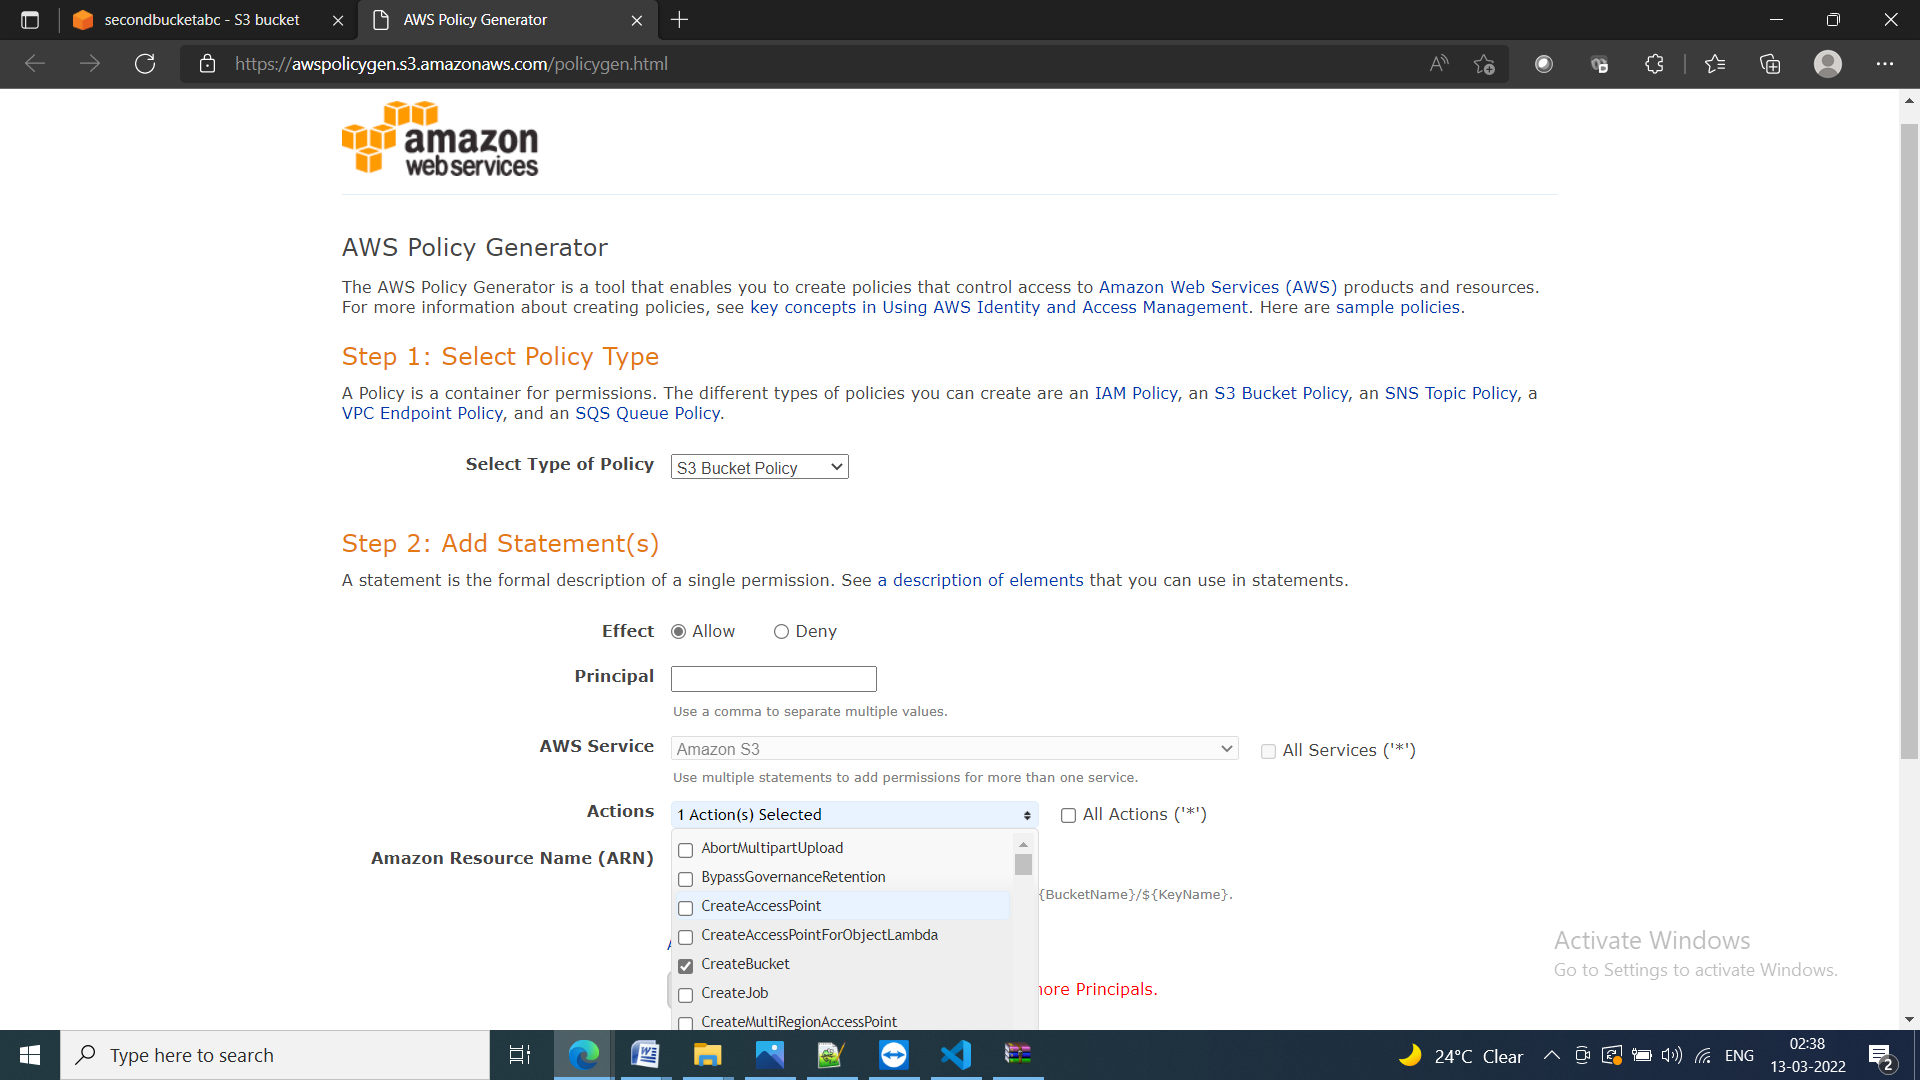 secondbucketabc - S3 bucket
AWS Policy Generator
https://awspolicygen.s3.amazonaws.com/policygen.html
amazon
webservices
AWS Policy Generator
The AWS Policy Generator is a tool that enables you to create policies that control access to Amazon Web Services (AWS) products and resources.
For more information about creating policies, see key concepts in Using AWS Identity and Access Management. Here are sample policies.
Step 1: Select Policy Type
A Policy is a container for permissions. The different types of policies you can create are an IAM Policy, an S3 Bucket Policy, an SNS Topic Policy, a
VPC Endpoint Policy, and an SQS Queue Policy.
Select Type of Policy S3 Bucket Policy
Step 2: Add Statement(s)
A statement is the formal description of a single permission. See a description of elements that you can use in statements.
Effect Allow Deny
Principal
Use a comma to separate multiple values.
AWS Service Amazon S3 All Services ('*')
Use multiple statements to add permissions for more than one service.
Actions 1 Action(s) Selected All Actions ('*')
AbortMultipartUpload
Amazon Resource Name (ARN)
BypassGovernanceRetention
{BucketName}/${KeyName}.
CreateAccessPoint
CreateAccessPointForObjectLambda
CreateBucket
CreateJob
more Principals.
CreateMultiRegionAccessPoint
Activate Windows
Go to Settings to activate Windows.
Type here to search
24°C Clear
ENG
02:38
13-03-2022
2